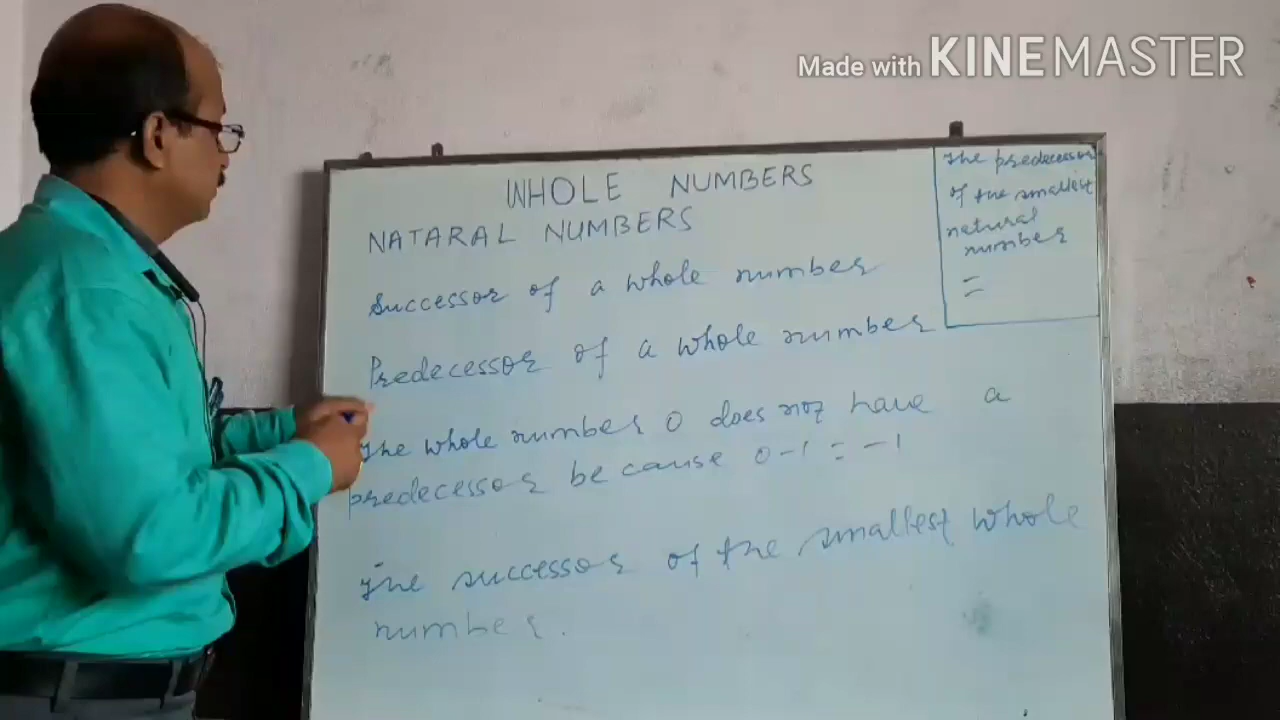 Made with KINEMASTER
WHOLE NUMBERS
NATARAL NUMBERS
Successor of a whole number
Predecessor of a whole number
The whole number 0 does not have a
predecessor because 0-1 = -1
The successor of the smallest whole
number.
The predecessor
of the smallest
natural
number
=